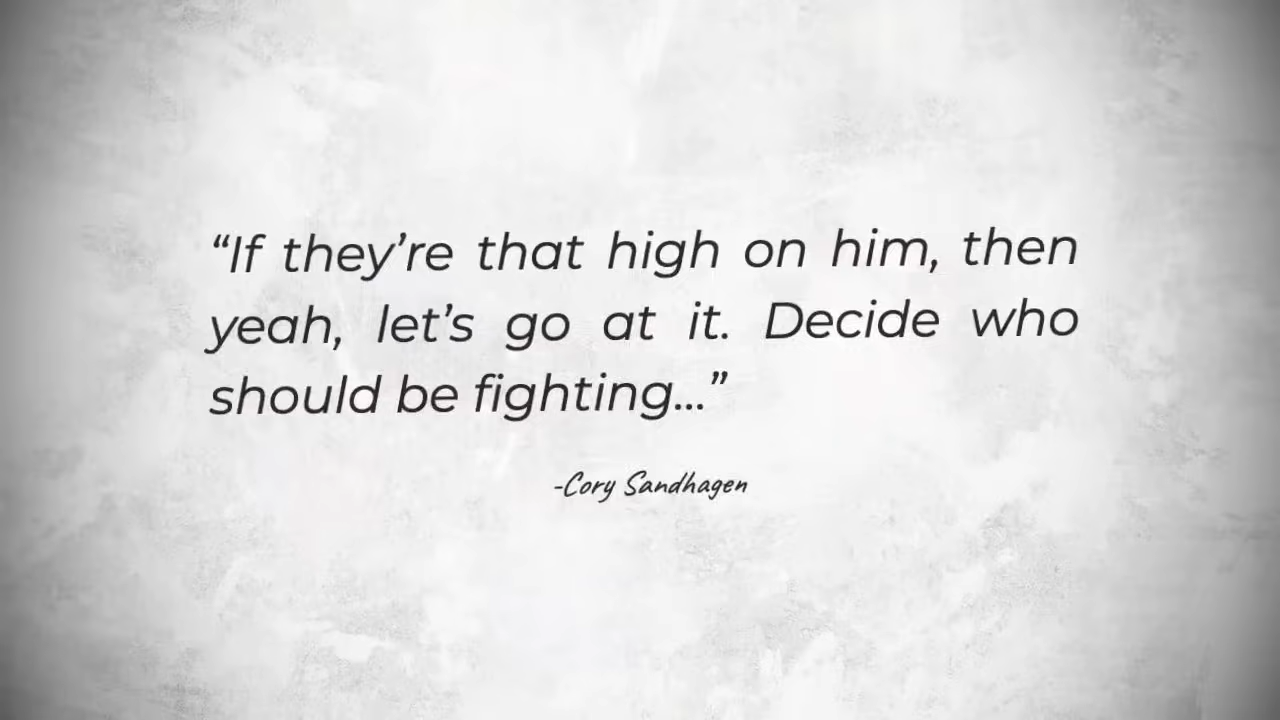 “If they’re that high on him, then
yeah, let’s go at it. Decide who
should be fighting...”
-Cory Sandhagen